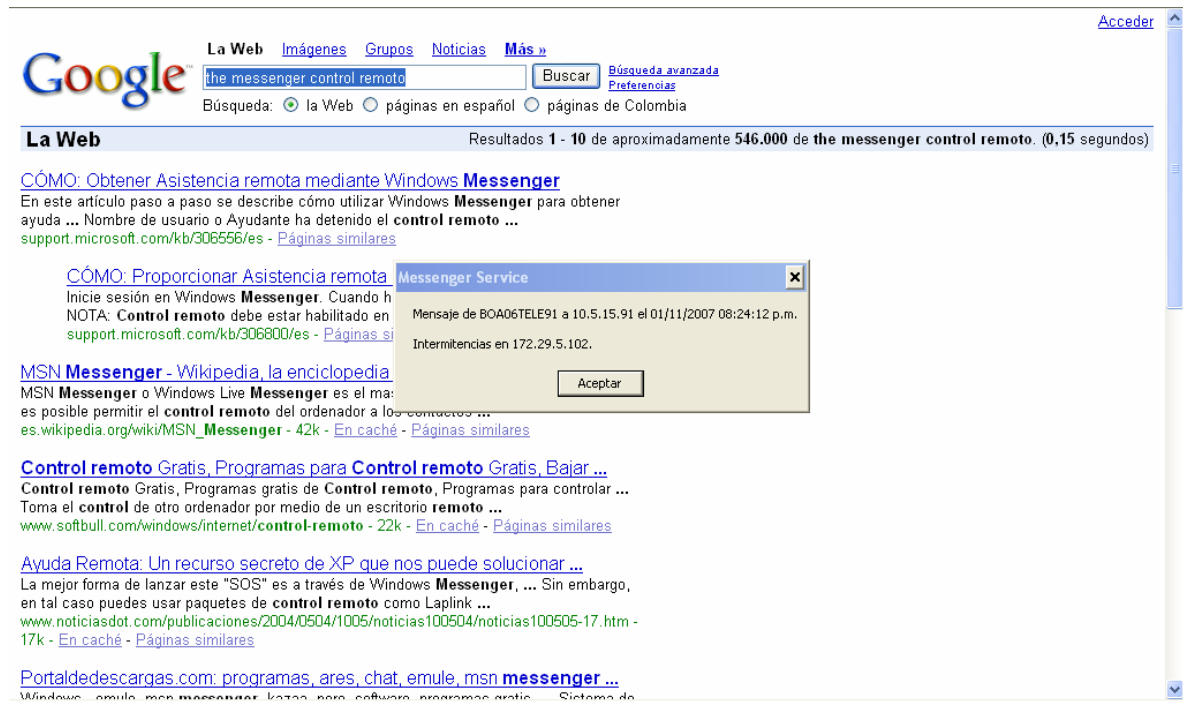 Acceder
Google™
La Web Imágenes Grupos Noticias Más »
the messenger control remoto Buscar Búsqueda avanzada
Preferencias
Búsqueda: la Web páginas en español páginas de Colombia
La Web Resultados 1 - 10 de aproximadamente 546.000 de the messenger control remoto. (0,15 segundos)
CÓMO: Obtener Asistencia remota mediante Windows Messenger
En este artículo paso a paso se describe cómo utilizar Windows Messenger para obtener
ayuda ... Nombre de usuario o Ayudante ha detenido el control remoto ...
support.microsoft.com/kb/306556/es - Páginas similares
CÓMO: Proporcionar Asistencia remota
Inicie sesión en Windows Messenger. Cuando h
NOTA: Control remoto debe estar habilitado en
support.microsoft.com/kb/306800/es - Páginas si
Messenger Service
Mensaje de BOA06TELE91 a 10.5.15.91 el 01/11/2007 08:24:12 p.m.
Intermitencias en 172.29.5.102.
Aceptar
MSN Messenger - Wikipedia, la enciclopedia
MSN Messenger o Windows Live Messenger es el mas
es posible permitir el control remoto del ordenador a los contactos ...
es.wikipedia.org/wiki/MSN_Messenger - 42k - En caché - Páginas similares
Control remoto Gratis, Programas para Control remoto Gratis, Bajar ...
Control remoto Gratis, Programas gratis de Control remoto, Programas para controlar ...
Toma el control de otro ordenador por medio de un escritorio remoto ...
www.softbull.com/windows/internet/control-remoto - 22k - En caché - Páginas similares
Ayuda Remota: Un recurso secreto de XP que nos puede solucionar ...
La mejor forma de lanzar este "SOS" es a través de Windows Messenger, ... Sin embargo,
en tal caso puedes usar paquetes de control remoto como Laplink ...
www.noticiasdot.com/publicaciones/2004/0504/1005/noticias100504/noticias100505-17.htm -
17k - En caché - Páginas similares
Portaldedescargas.com: programas, ares, chat, emule, msn messenger ...
Windows emule, msn messenger, kazaa, nero, software, programas gratis ... Sistema de